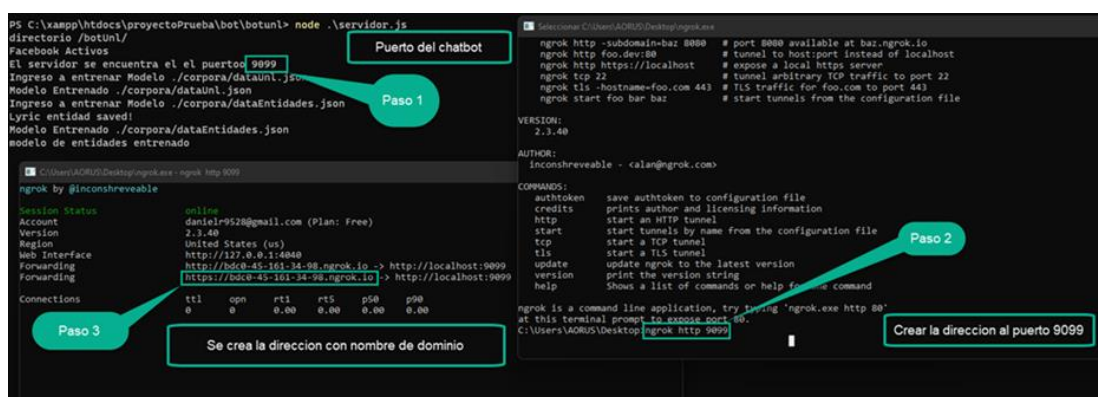 PS C:\xampp\htdocs\proyectoPrueba\bot\botunl> node .\servidor.js
directorio /botUnl/
Facebook Activos
El servidor se encuentra el el puertoo 9099
Ingreso a entrenar Modelo ./corpora/dataUnl.json
Modelo Entrenado ./corpora/dataUnl.json
Ingreso a entrenar Modelo ./corpora/dataEntidades.json
Lyric entidad saved!
Modelo Entrenado ./corpora/dataEntidades.json
modelo de entidades entrenado
Puerto del chatbot
Paso 1
C:\Users\AORUS\Desktop\ngrok.exe - ngrok http 9099
ngrok by @inconshreveable
Session Status online
Account danielr9528@gmail.com (Plan: Free)
Version 2.3.40
Region United States (us)
Web Interface http://127.0.0.1:4040
Forwarding http://bdc0-45-161-34-98.ngrok.io -> http://localhost:9099
Forwarding https://bdc0-45-161-34-98.ngrok.io -> http://localhost:9099
Connections ttl opn rt1 rt5 p50 p90
0 0 0.00 0.00 0.00 0.00
Paso 3
Se crea la direccion con nombre de dominio
Seleccionar C:\Users\AORUS\Desktop\ngrok.exe
ngrok http -subdomain=baz 8080 # port 8080 available at baz.ngrok.io
ngrok http foo.dev:80 # tunnel to host:port instead of localhost
ngrok http https://localhost # expose a local https server
ngrok tcp 22 # tunnel arbitrary TCP traffic to port 22
ngrok tls -hostname=foo.com 443 # TLS traffic for foo.com to port 443
ngrok start foo bar baz # start tunnels from the configuration file
VERSION:
2.3.40
AUTHOR:
inconshreveable - <alan@ngrok.com>
COMMANDS:
authtoken save authtoken to configuration file
credits prints author and licensing information
http start an HTTP tunnel
start start tunnels by name from the configuration file
tcp start a TCP tunnel
tls start a TLS tunnel
update update ngrok to the latest version
version print the version string
help Shows a list of commands or help for one command
ngrok is a command line application, try typing 'ngrok.exe http 80'
at this terminal prompt to expose port 80.
C:\Users\AORUS\Desktop>ngrok http 9099
Paso 2
Crear la direccion al puerto 9099